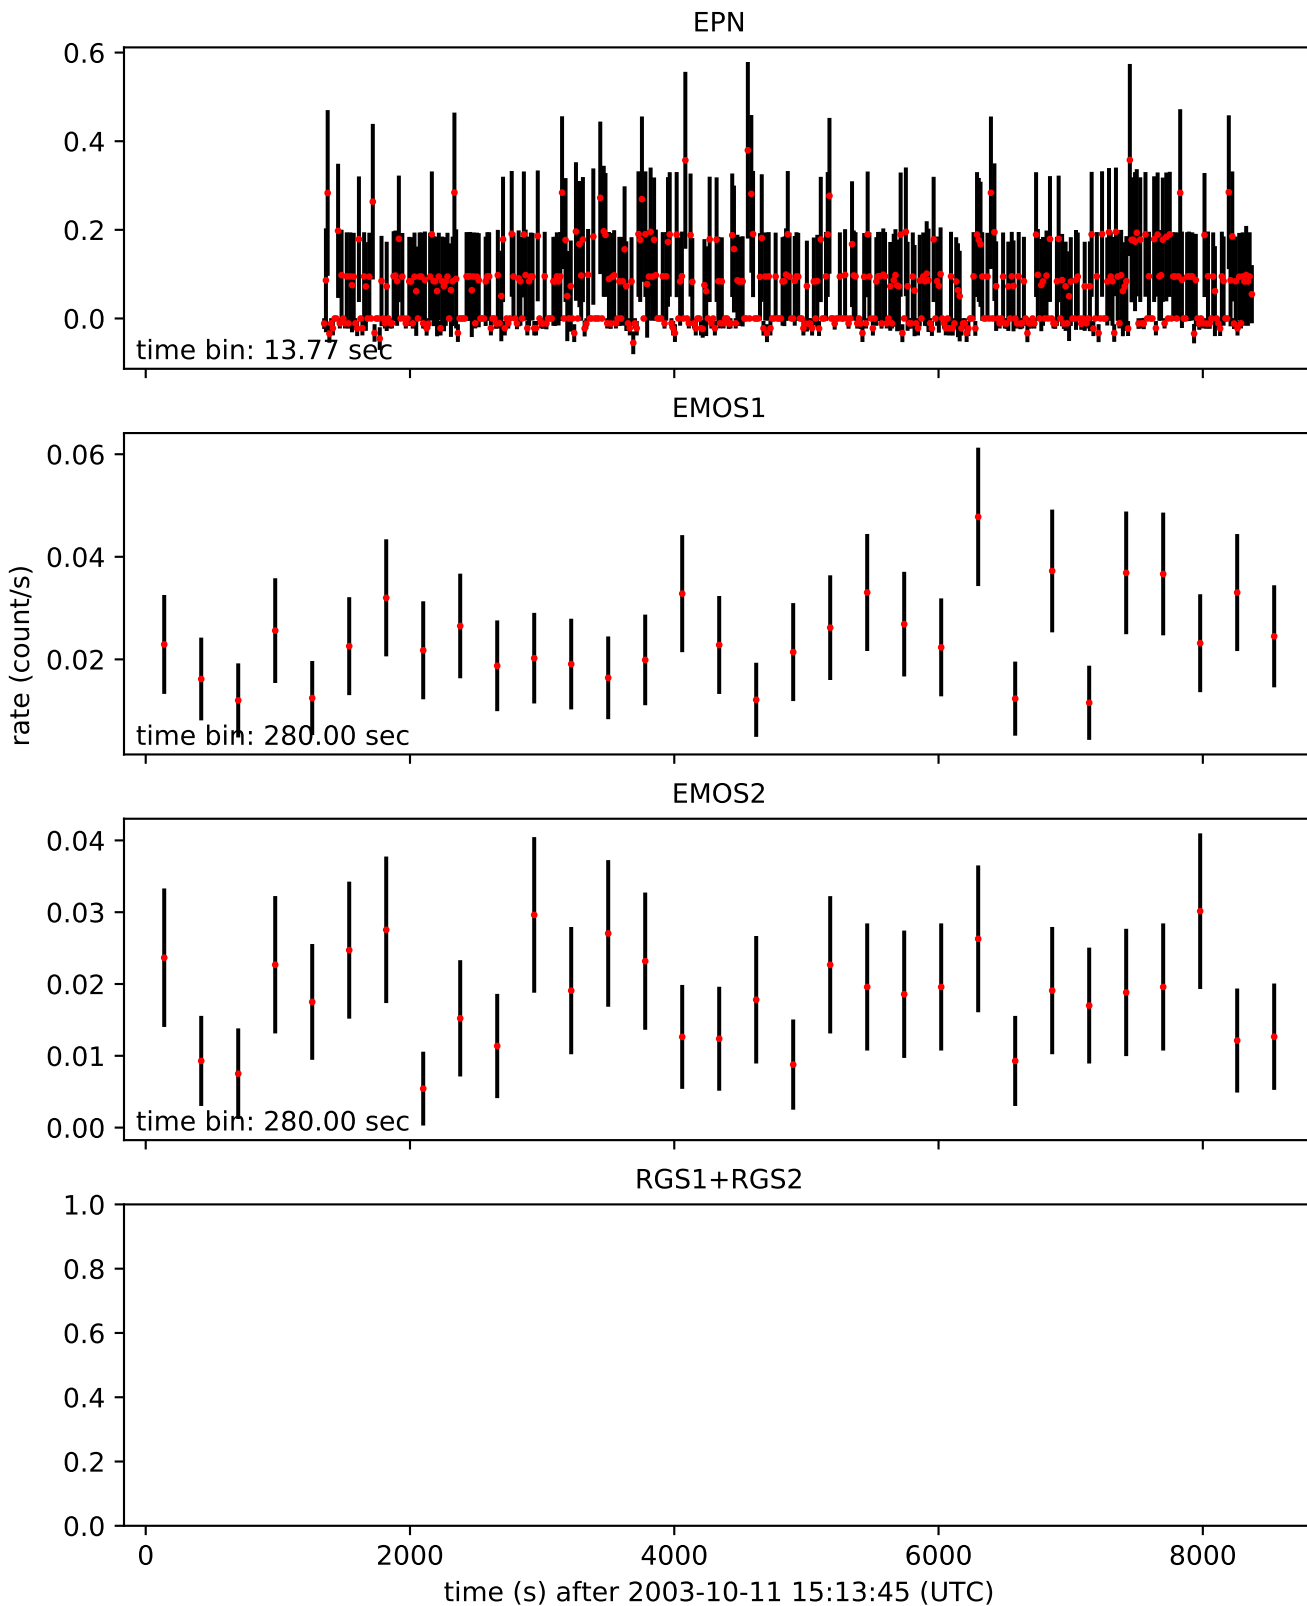 EPN
0.6
0.4
0.2
0.0
time bin: 13.77 sec
EMOS1
0.06
0.04
0.02
time bin: 280.00 sec
rate (count/s)
EMOS2
0.04
0.03
0.02
0.01
0.00
time bin: 280.00 sec
RGS1+RGS2
1.0
0.8
0.6
0.4
0.2
0.0
0 2000 4000 6000 8000
time (s) after 2003-10-11 15:13:45 (UTC)